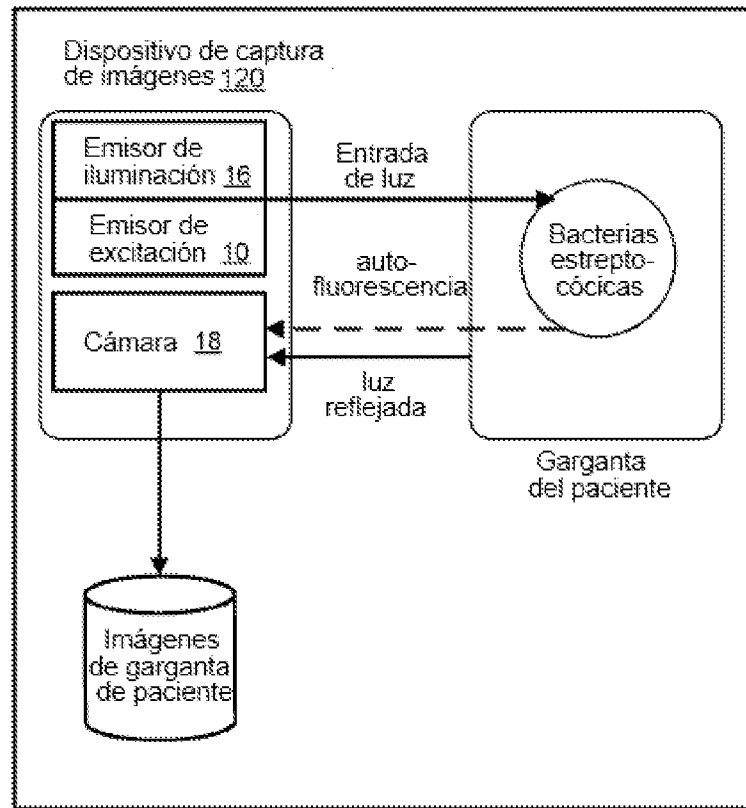 Dispositivo de captura
de imágenes 120
Emisor de
iluminación 16
Emisor de
excitación 10
Cámara 18
Entrada
de luz
auto-
fluorescencia
luz
reflejada
Bacterias
estrepto-
cócicas
Garganta
del paciente
Imágenes
de garganta
de paciente